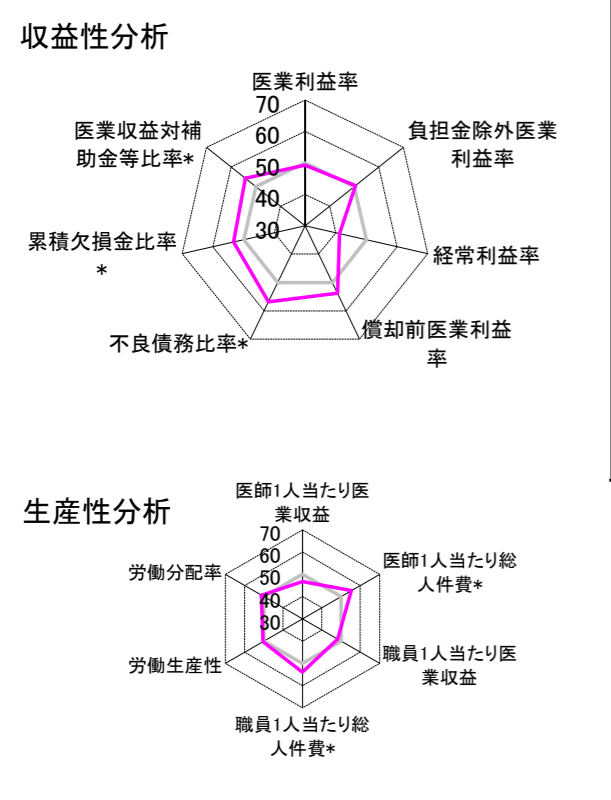 収益性分析
医業利益率
70
60
50
40
30
負担金除外医業
利益率
経常利益率
償却前医業利益
率
不良債務比率*
累積欠損金比率
*
医業収益対補
助金等比率*
生産性分析
医師1人当たり医
業収益
70
60
50
40
30
医師1人当たり総
人件費*
職員1人当たり医
業収益
職員1人当たり総
人件費*
労働生産性
労働分配率